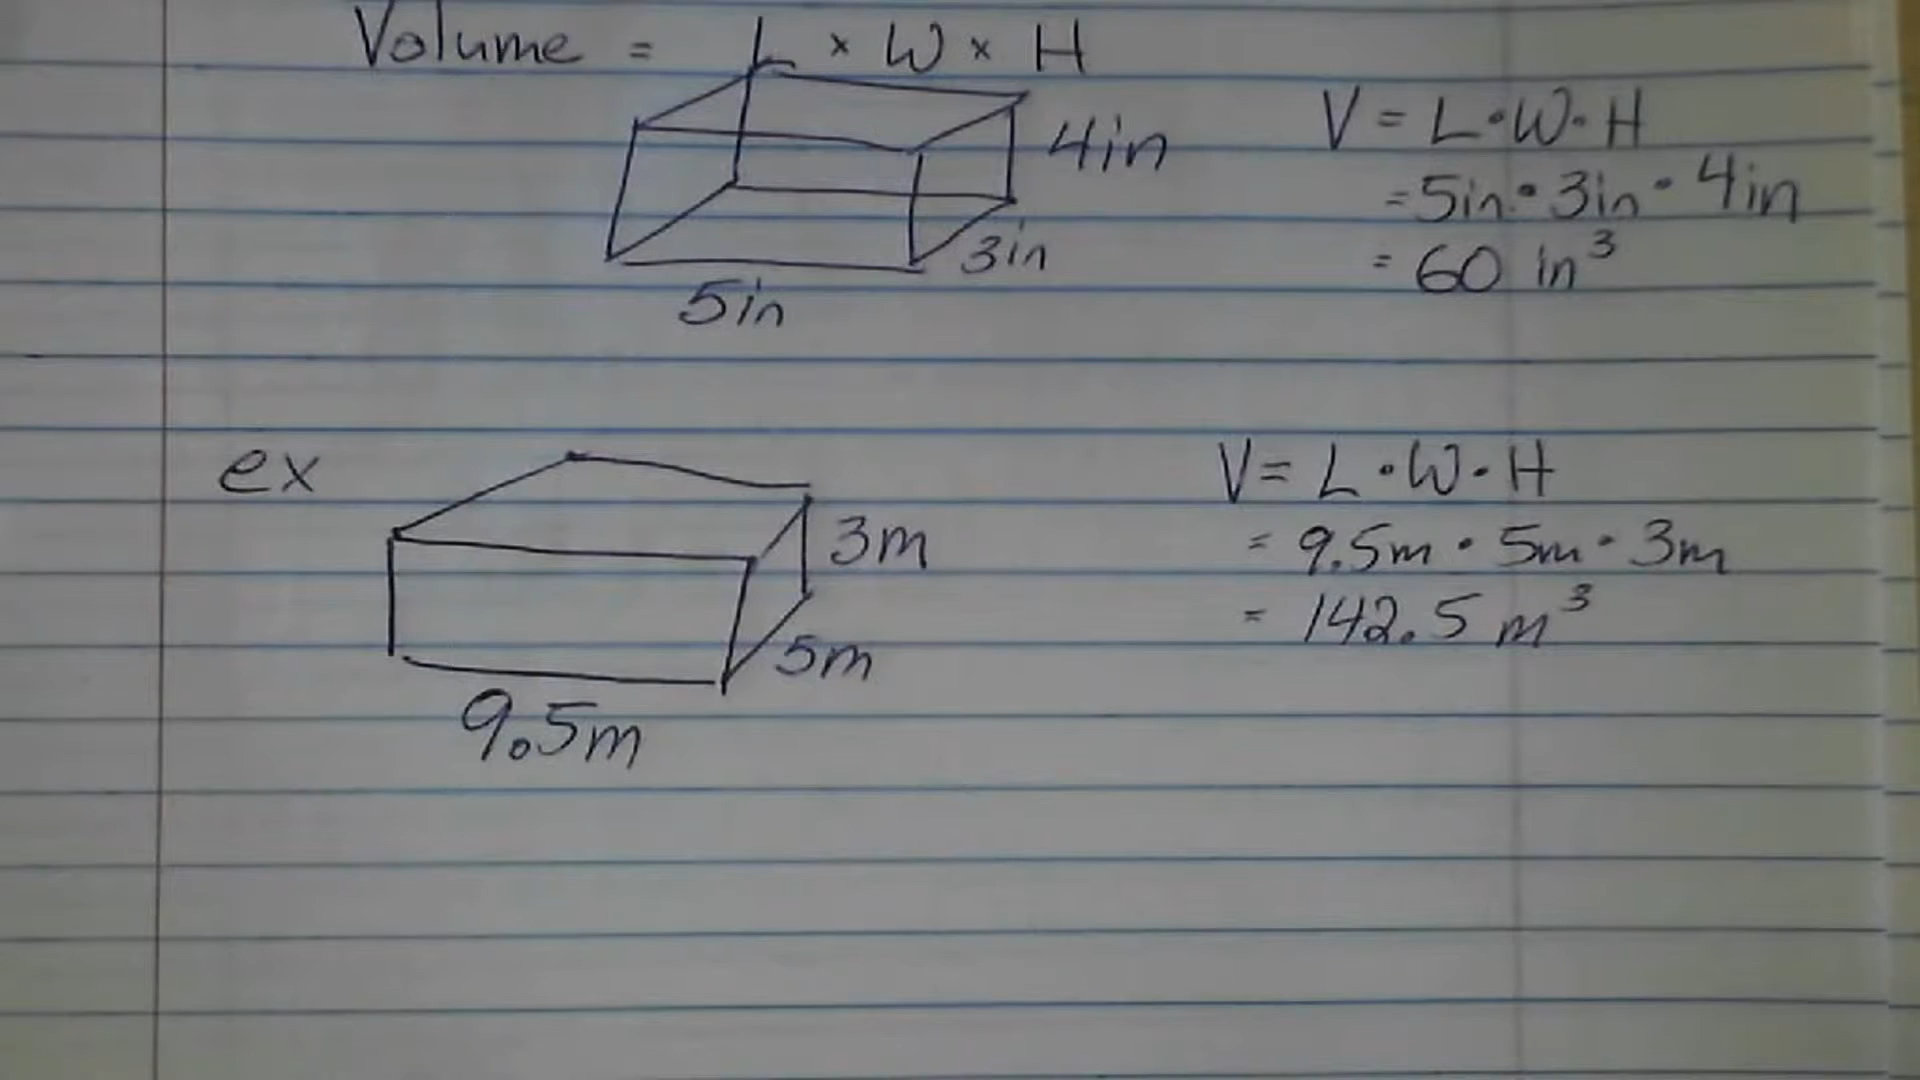 Volume = L × W × H
4in
3in
5in
V = L·W·H
= 5in · 3in · 4in
= 60 in³
ex
3m
5m
9.5m
V = L·W·H
= 9.5m · 5m · 3m
= 142.5 m³